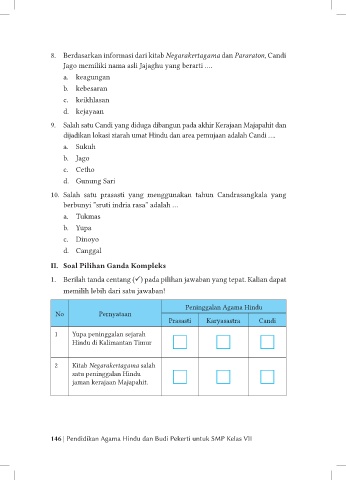 8. Berdasarkan informasi dari kitab Negarakertagama dan Pararaton, Candi
Jago memiliki nama asli Jajaghu yang berarti ....
a. keagungan
b. kebesaran
c. keikhlasan
d. kejayaan
9. Salah satu Candi yang diduga dibangun pada akhir Kerajaan Majapahit dan
dijadikan lokasi ziarah umat Hindu dan area pemujaan adalah Candi ....
a. Sukuh
b. Jago
c. Cetho
d. Gunung Sari
10. Salah satu prasasti yang menggunakan tahun Candrasangkala yang
berbunyi "sruti indria rasa" adalah ...
a. Tukmas
b. Yupa
c. Dinoyo
d. Canggal
II. Soal Pilihan Ganda Kompleks
1. Berilah tanda centang (✓) pada pilihan jawaban yang tepat. Kalian dapat
memilih lebih dari satu jawaban!
No Pernyataan Peninggalan Agama Hindu
Prasasti Karyasastra Candi
1 Yupa peninggalan sejarah
Hindu di Kalimantan Timur
2 Kitab Negarakertagama salah
satu peninggalan Hindu
jaman kerajaan Majapahit.
146 | Pendidikan Agama Hindu dan Budi Pekerti untuk SMP Kelas VII